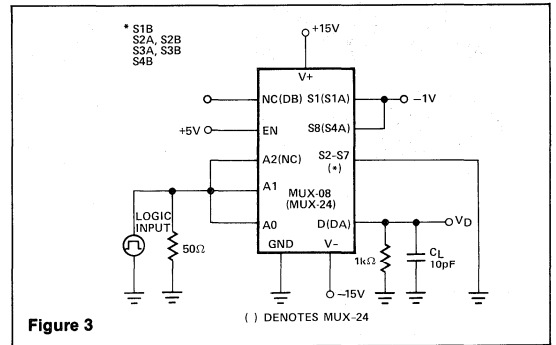 * S1B
S2A, S2B
S3A, S3B
S4B
+15V
V+
NC(DB)
S1(S1A)
-1V
S8(S4A)
+5V
EN
A2(NC)
S2-S7
(*)
A1
MUX-08
(MUX-24)
LOGIC
INPUT
A0
D(DA)
VD
50Ω
GND
V-
1kΩ
CL
10pF
-15V
Figure 3
( ) DENOTES MUX-24